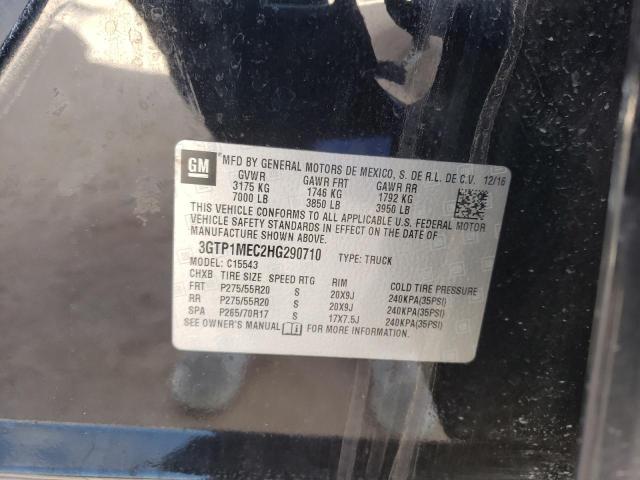 GM MFD BY GENERAL MOTORS DE MEXICO, S. DE R.L. DE C.V. 12/16
GVWR GAWR FRT GAWR RR
3175 KG 1746 KG 1792 KG
7000 LB 3850 LB 3950 LB
THIS VEHICLE CONFORMS TO ALL APPLICABLE U.S. FEDERAL MOTOR
VEHICLE SAFETY STANDARDS IN EFFECT ON THE DATE OF
MANUFACTURE SHOWN ABOVE.
3GTP1MEC2HG290710 TYPE: TRUCK
MODEL: C15543
CHXB TIRE SIZE SPEED RTG RIM COLD TIRE PRESSURE
FRT P275/55R20 S 20X9J 240KPA(35PSI)
RR P275/55R20 S 20X9J 240KPA(35PSI)
SPA P265/70R17 S 17X7.5J 240KPA(35PSI)
SEE OWNER'S MANUAL FOR MORE INFORMATION.